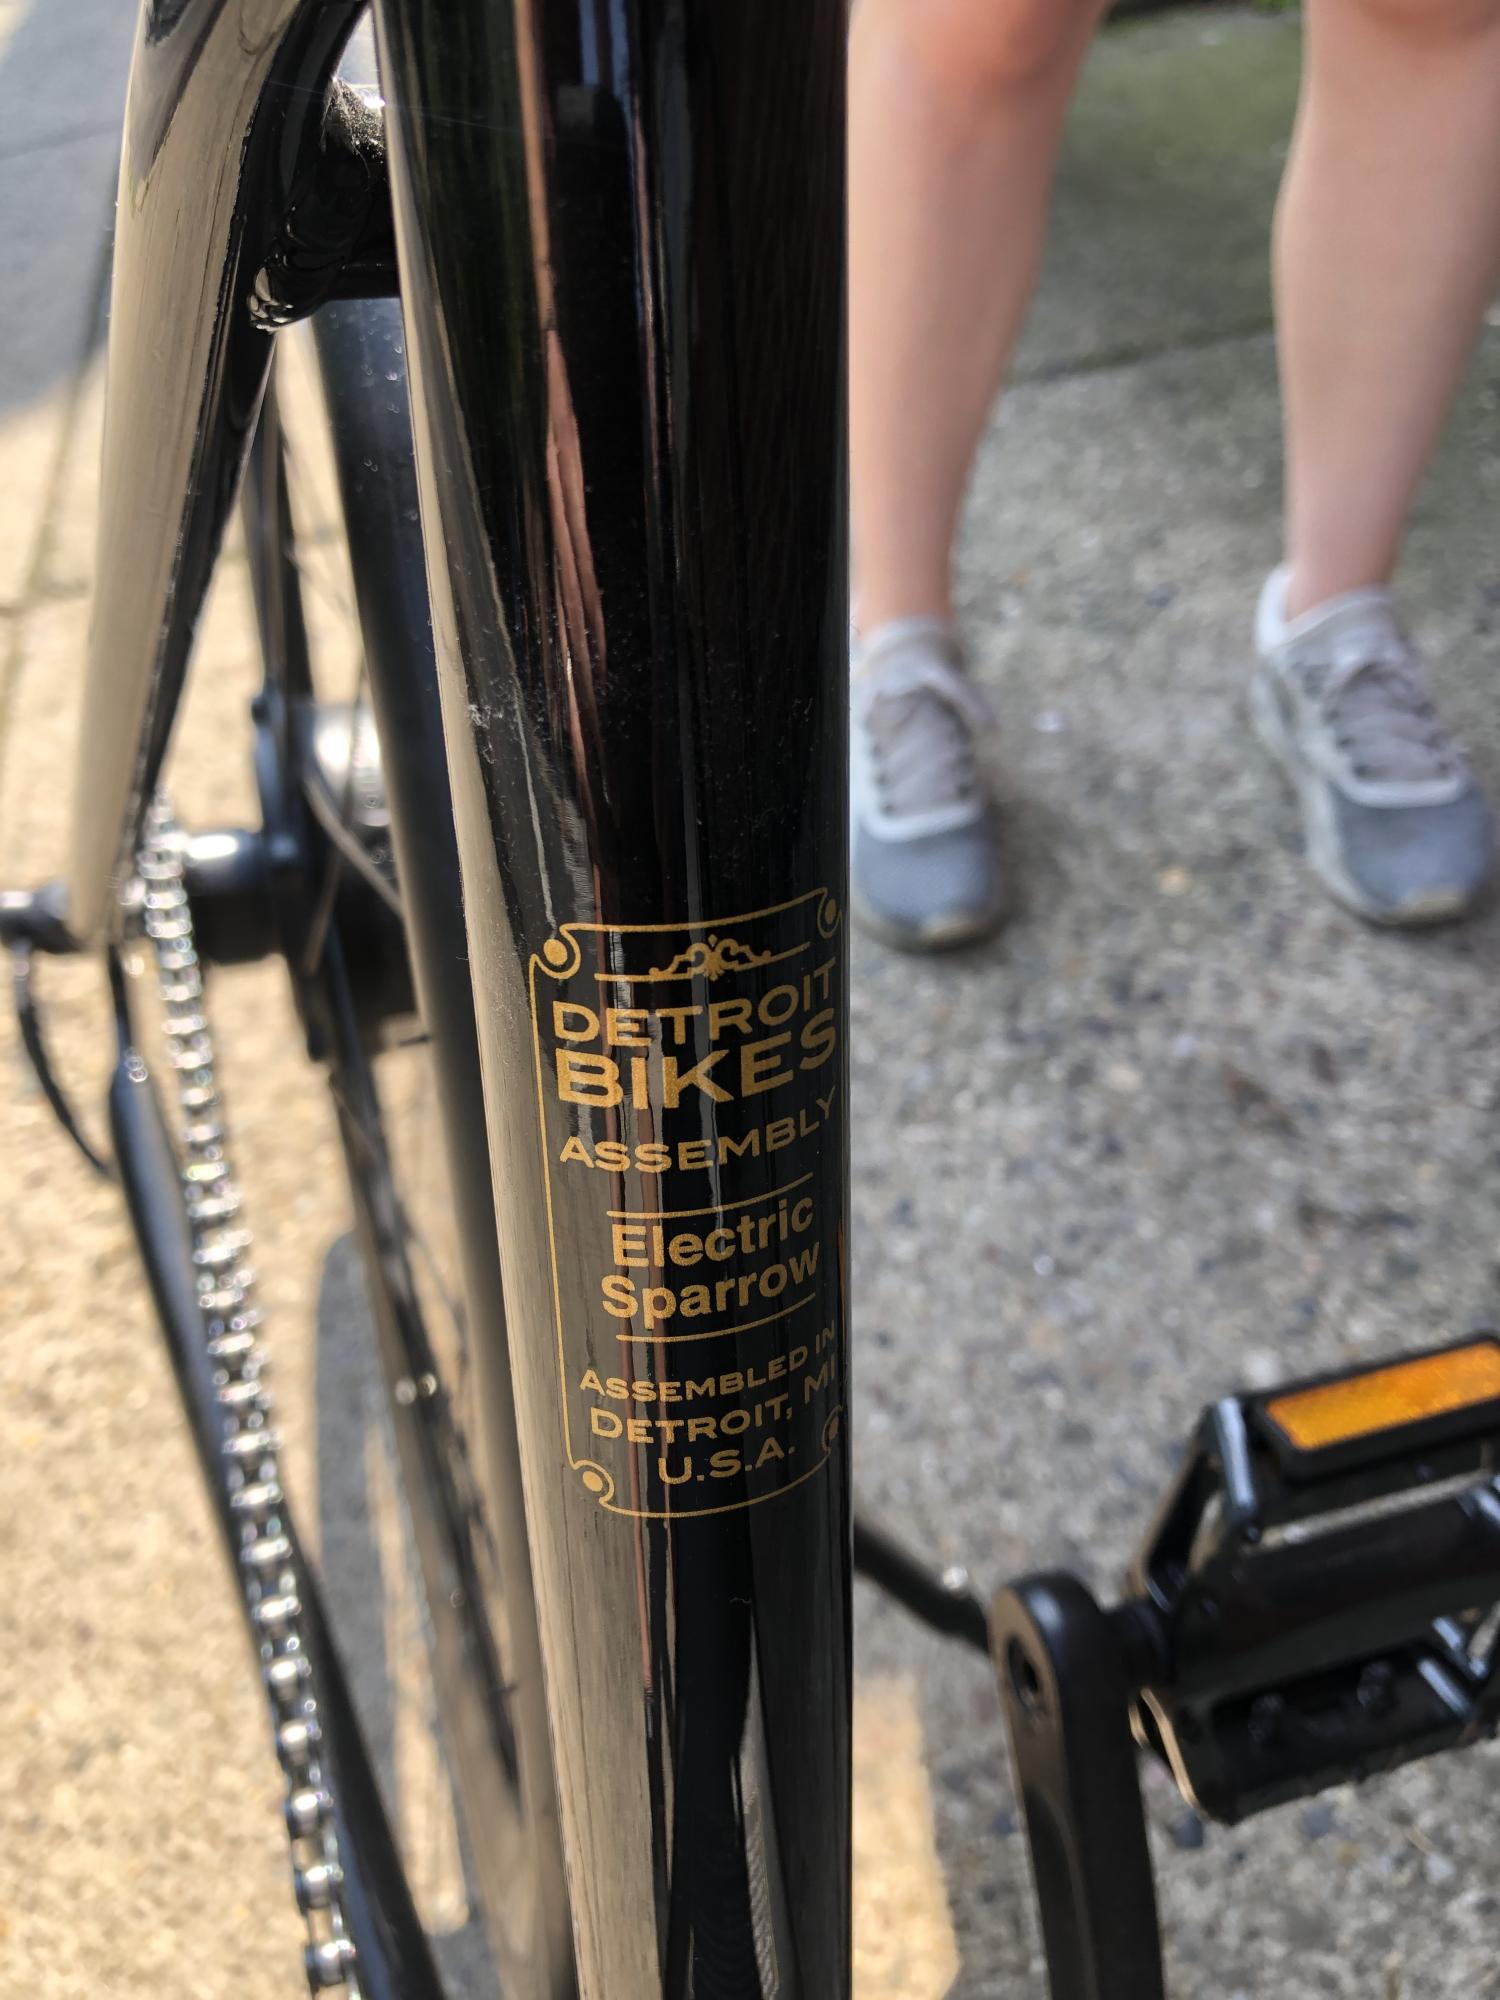 DETROIT
BIKES
ASSEMBLY
Electric
Sparrow
ASSEMBLED IN
DETROIT, MI
U.S.A.